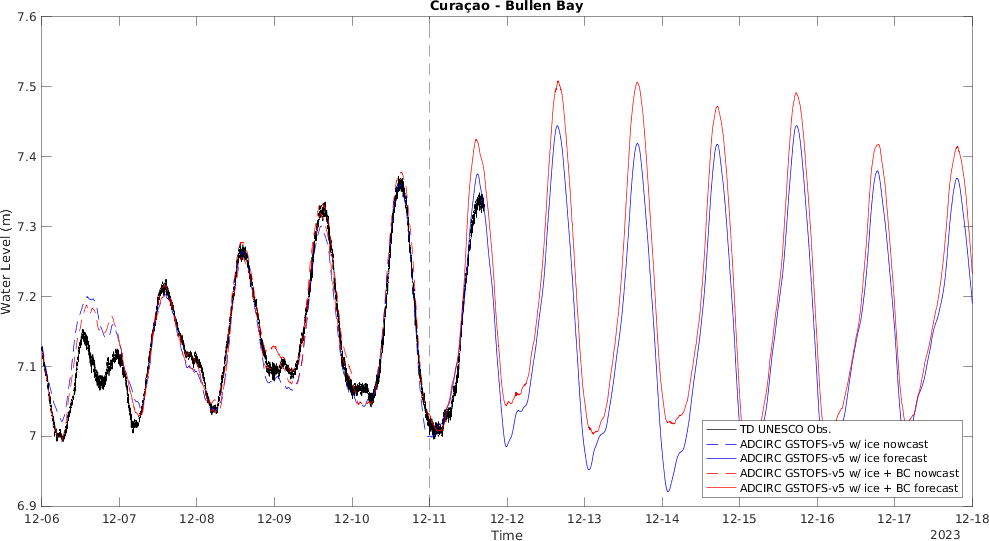 Curaçao - Bullen Bay
7.6
7.5
7.4
7.3
7.2
7.1
7
6.9
Water Level (m)
TD UNESCO Obs.
ADCIRC GSTOFS-v5 w/ ice nowcast
ADCIRC GSTOFS-v5 w/ ice forecast
ADCIRC GSTOFS-v5 w/ ice + BC nowcast
ADCIRC GSTOFS-v5 w/ ice + BC forecast
12-06 12-07 12-08 12-09 12-10 12-11 12-12 12-13 12-14 12-15 12-16 12-17 12-18
Time
2023